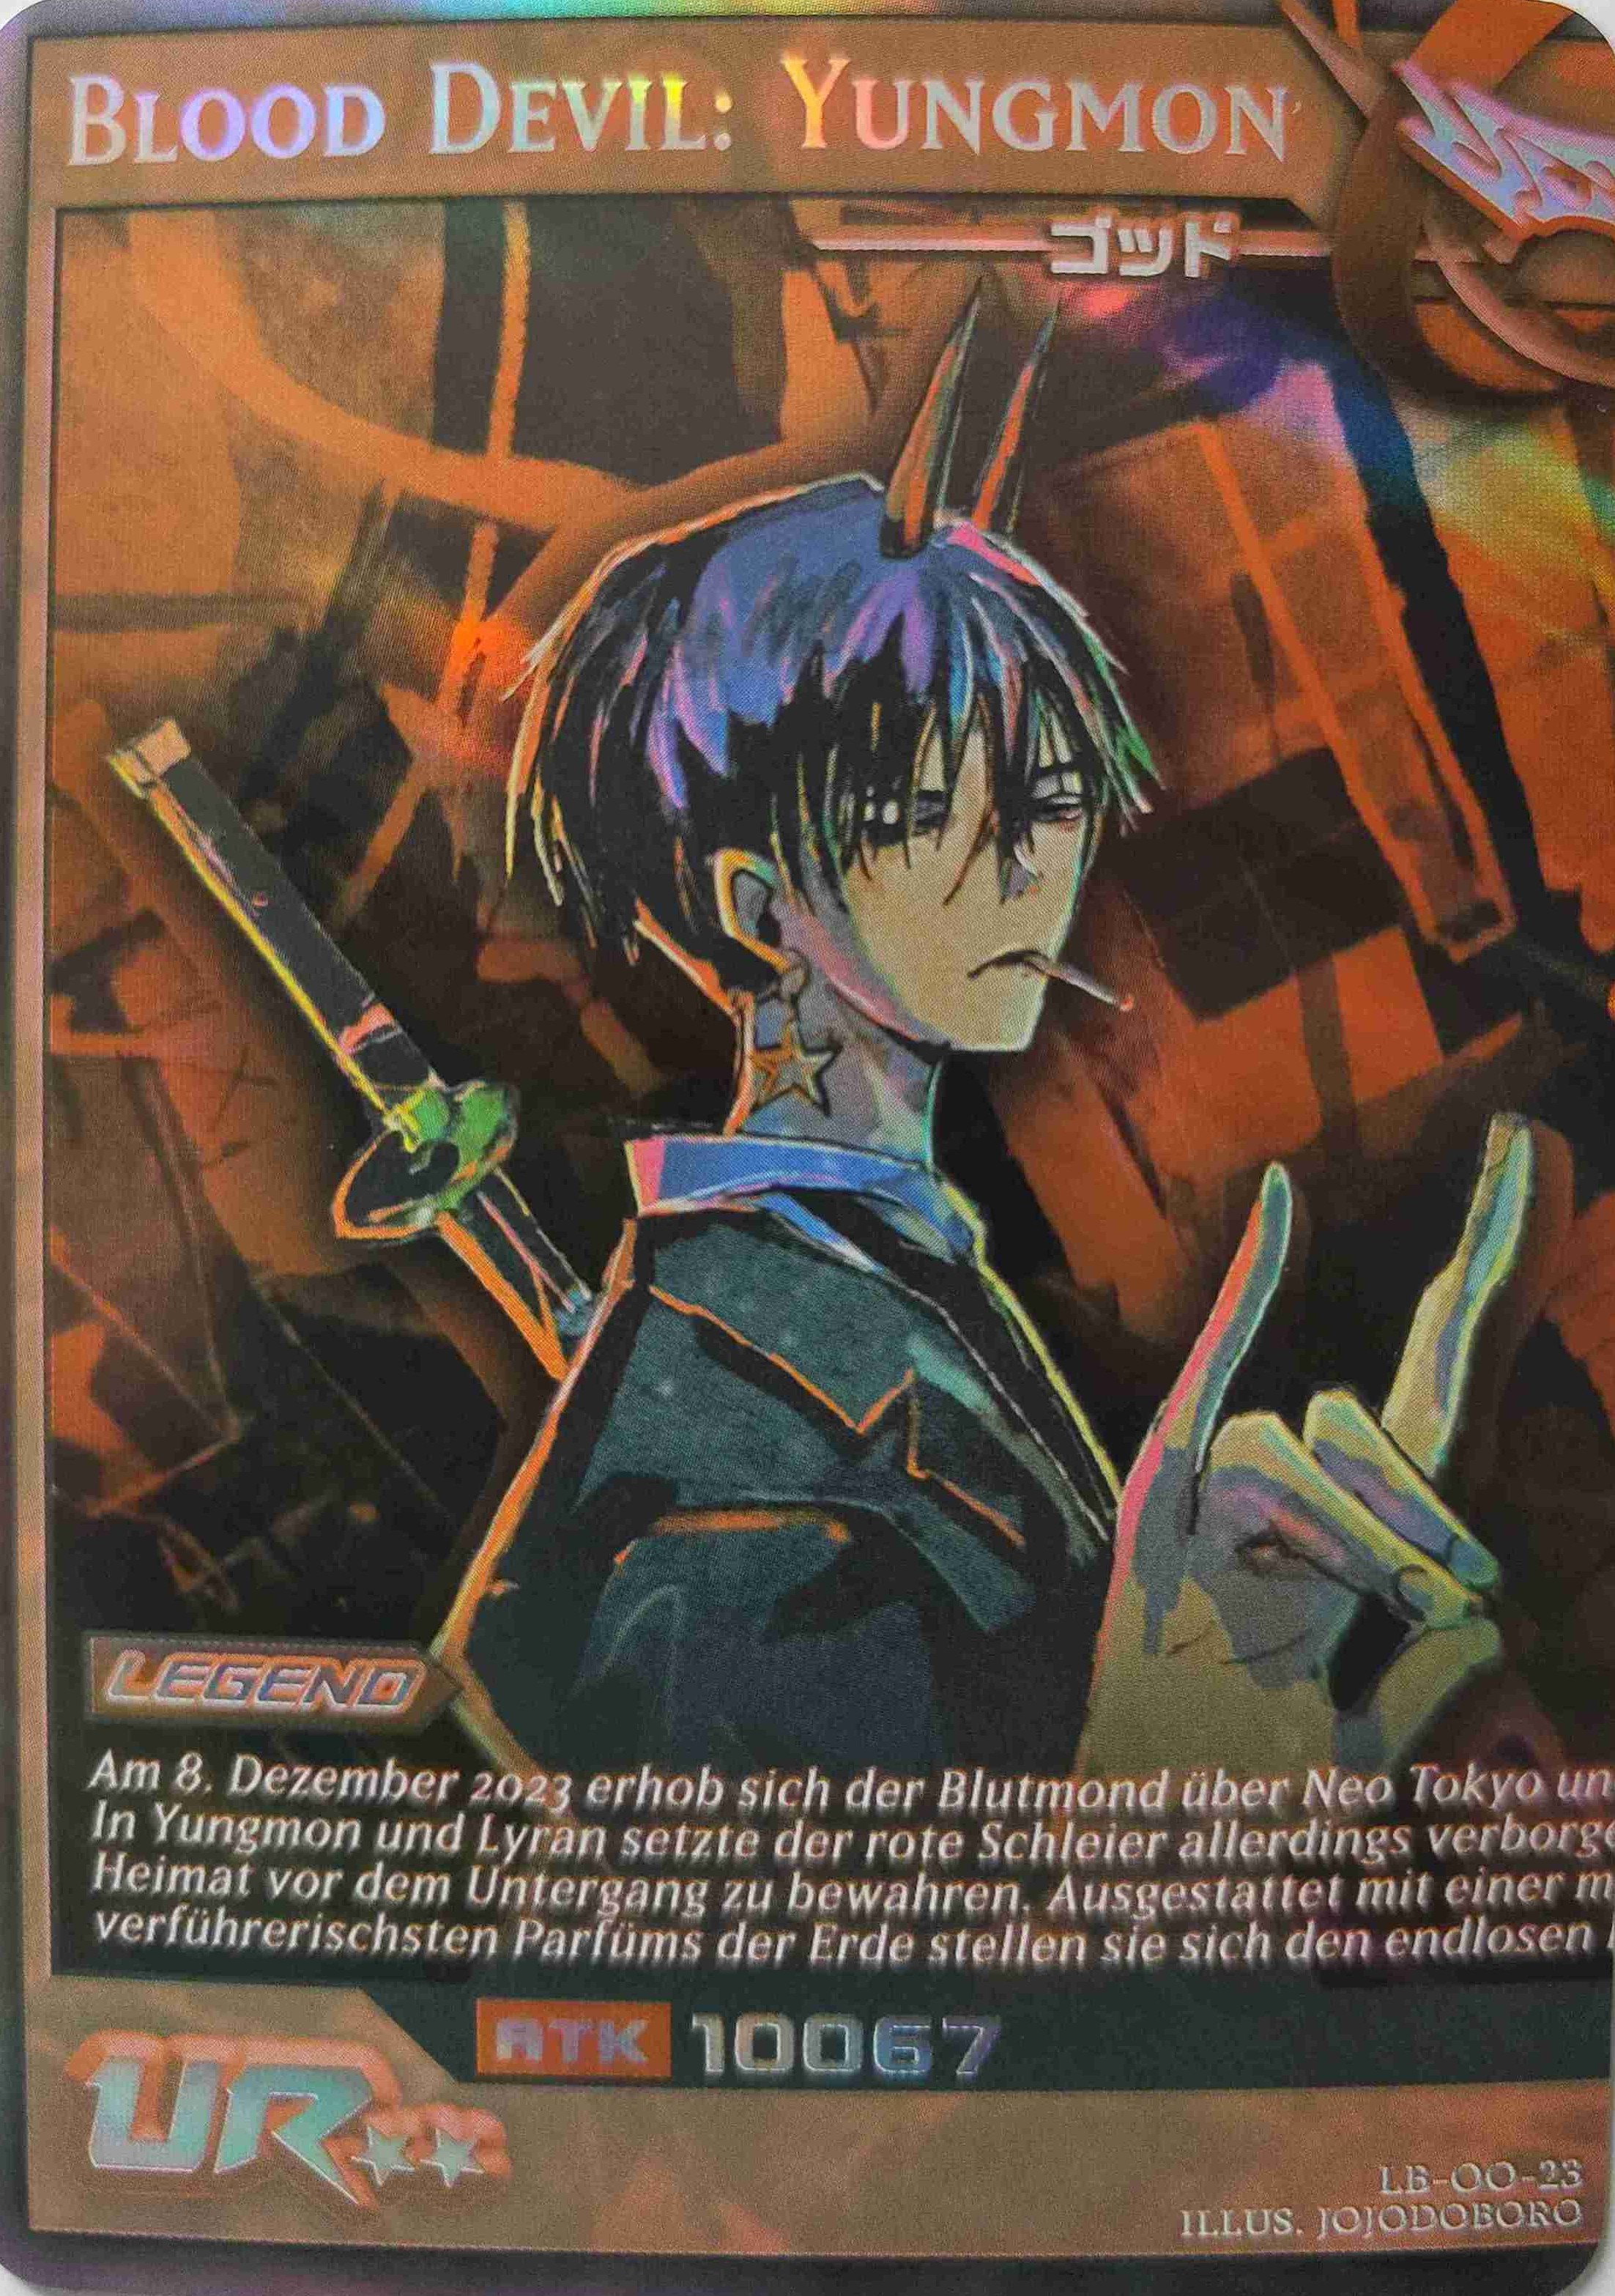 BLOOD DEVIL: YUNGMON
ゴッド
LEGEND
Am 8. Dezember 2023 erhob sich der Blutmond über Neo Tokyo un
In Yungmon und Lyran setzte der rote Schleier allerdings verborge
Heimat vor dem Untergang zu bewahren. Ausgestattet mit einer m
verführerischsten Parfüms der Erde stellen sie sich den endlosen
ATK 10067
UR
LB-00-23
ILLUS. JOJODOBORO